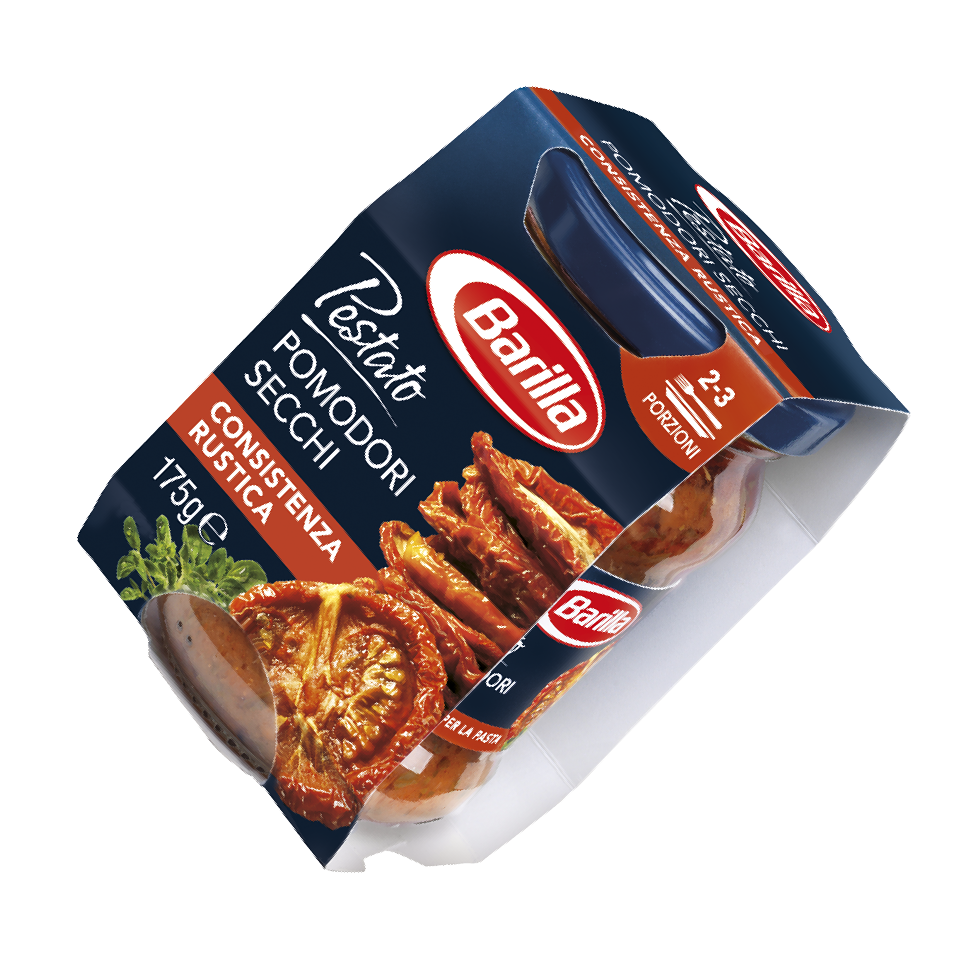 Barilla
Pestato
POMODORI
SECCHI
CONSISTENZA
RUSTICA
175g ℮
2-3
PORZIONI
Barilla
Pestato
POMODORI SECCHI
CONSISTENZA RUSTICA
Barilla
ORI
PER LA PASTA